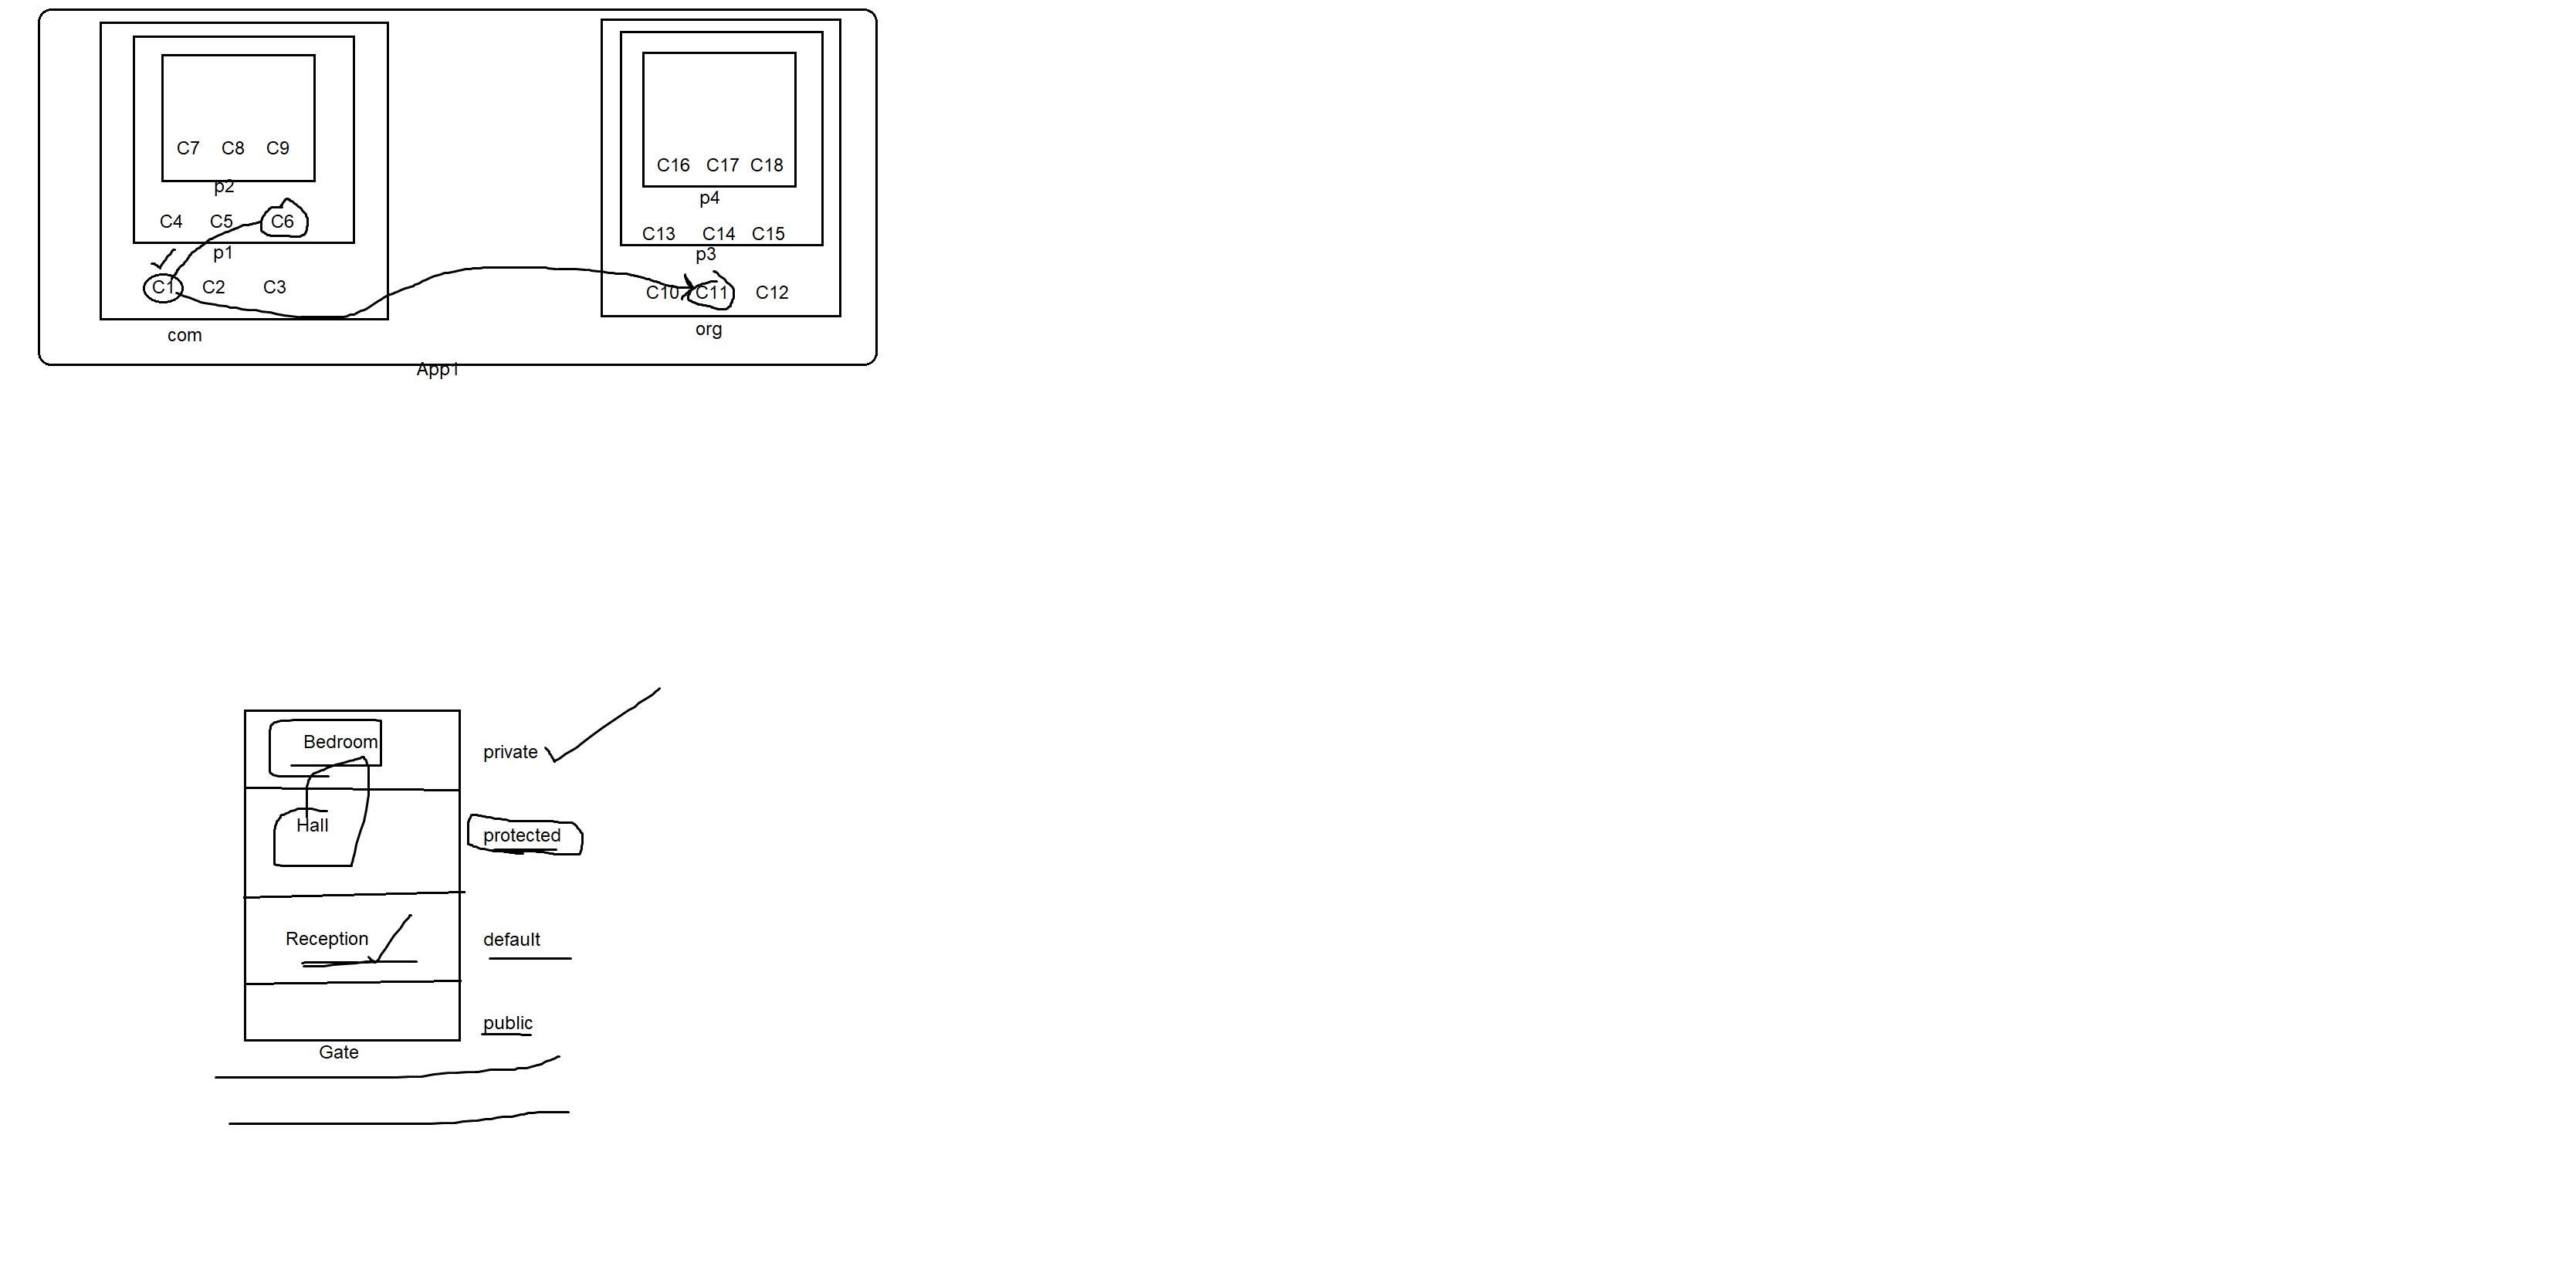 C7 C8 C9
p2
C4 C5 C6
p1
C1 C2 C3
com
C16 C17 C18
p4
C13 C14 C15
p3
C10 C11 C12
org
App1
Bedroom private
Hall protected
Reception default
public
Gate